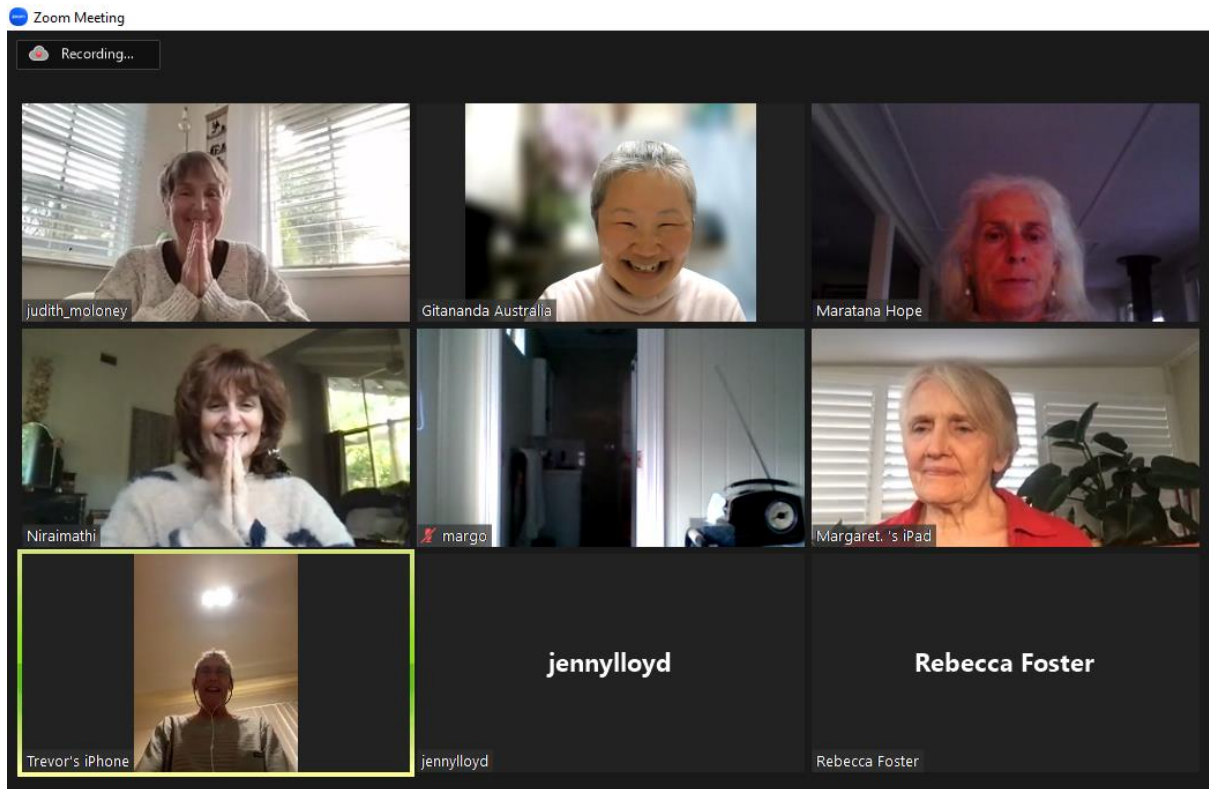 Zoom Meeting
Recording...
judith_moloney
Gitananda Australia
Maratana Hope
Niraimathi
margo
Margaret. 's iPad
Trevor's iPhone
jennylloyd
jennylloyd
Rebecca Foster
Rebecca Foster